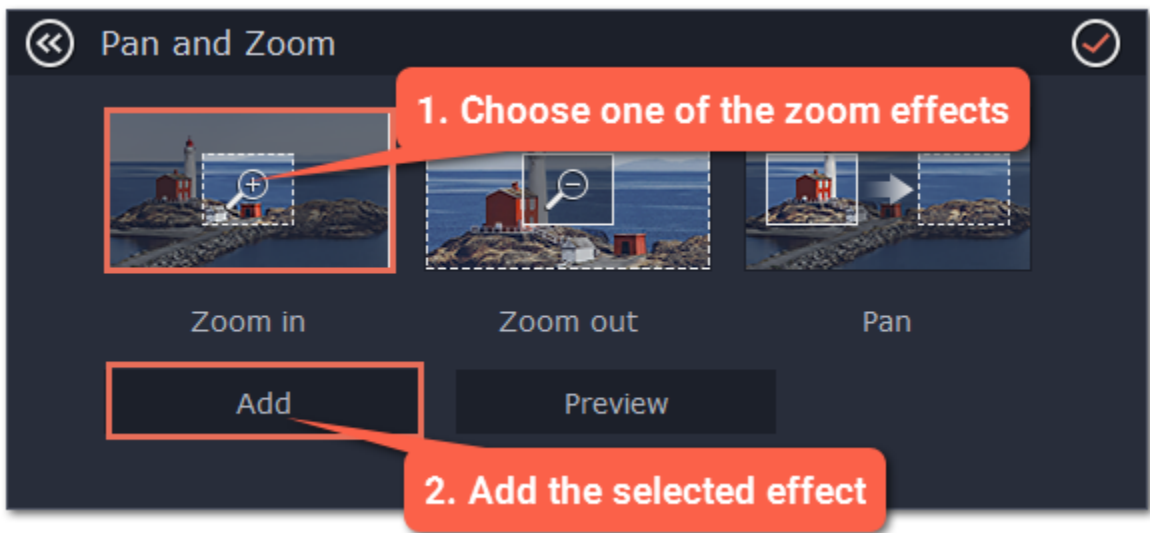 Pan and Zoom
1. Choose one of the zoom effects
Zoom in
Zoom out
Pan
Add
Preview
2. Add the selected effect